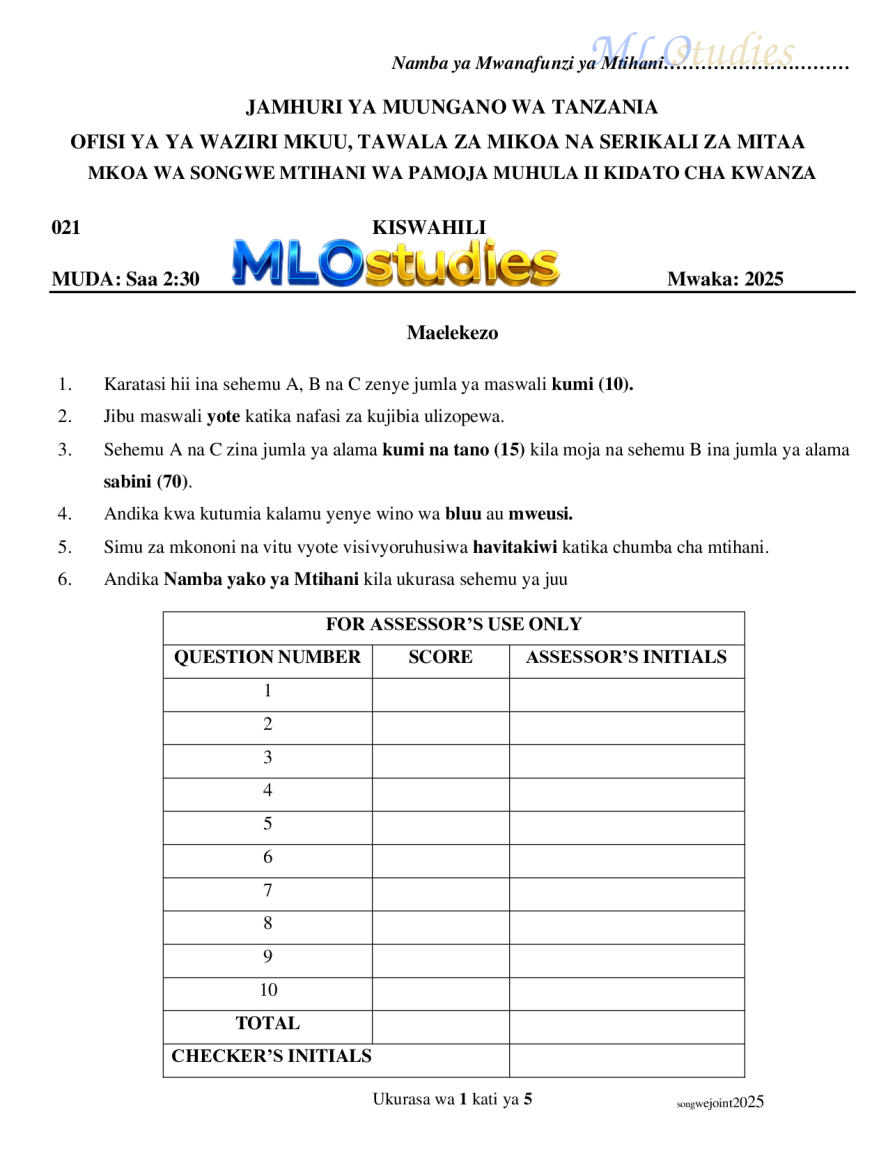 MLOstudies
Namba ya Mwanafunzi ya Mtihani……………………………
JAMHURI YA MUUNGANO WA TANZANIA
OFISI YA YA WAZIRI MKUU, TAWALA ZA MIKOA NA SERIKALI ZA MITAA
MKOA WA SONGWE MTIHANI WA PAMOJA MUHULA II KIDATO CHA KWANZA
021 KISWAHILI
MLOstudies
MUDA: Saa 2:30 Mwaka: 2025
Maelekezo
1. Karatasi hii ina sehemu A, B na C zenye jumla ya maswali kumi (10).
2. Jibu maswali yote katika nafasi za kujibia ulizopewa.
3. Sehemu A na C zina jumla ya alama kumi na tano (15) kila moja na sehemu B ina jumla ya alama
sabini (70).
4. Andika kwa kutumia kalamu yenye wino wa bluu au mweusi.
5. Simu za mkononi na vitu vyote visivyoruhusiwa havitakiwi katika chumba cha mtihani.
6. Andika Namba yako ya Mtihani kila ukurasa sehemu ya juu
FOR ASSESSOR'S USE ONLY
QUESTION NUMBER SCORE ASSESSOR'S INITIALS
1
2
3
4
5
6
7
8
9
10
TOTAL
CHECKER'S INITIALS
Ukurasa wa 1 kati ya 5 songwejoint2025